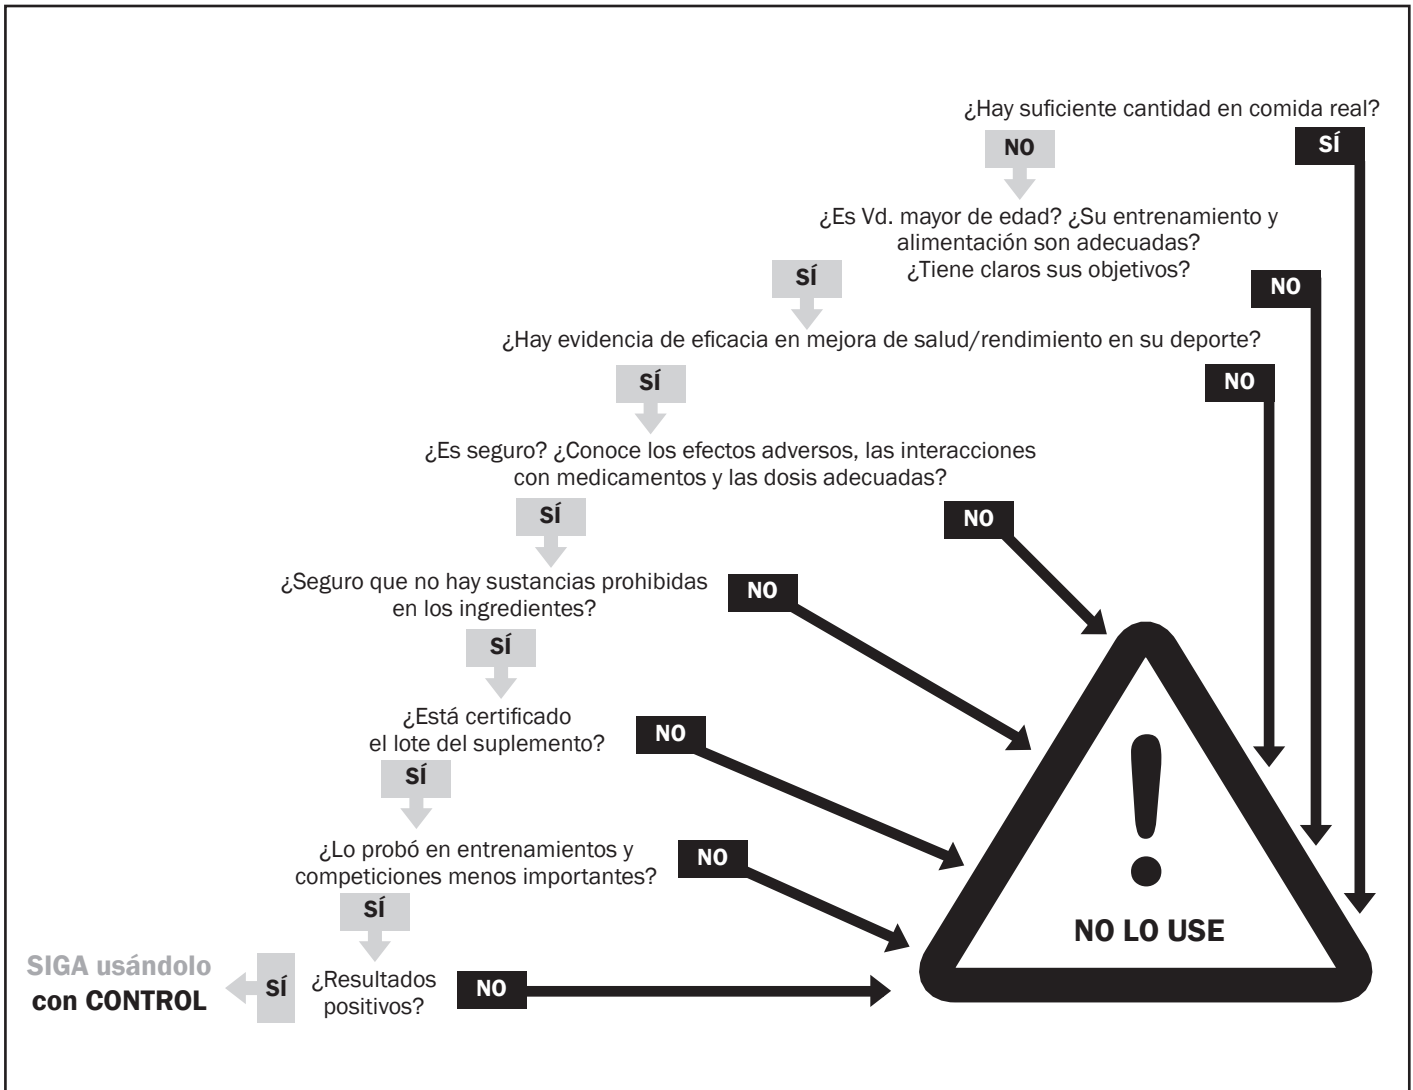 ¿Hay suficiente cantidad en comida real?
NO
SÍ
¿Es Vd. mayor de edad? ¿Su entrenamiento y
alimentación son adecuadas?
¿Tiene claros sus objetivos?
SÍ
NO
¿Hay evidencia de eficacia en mejora de salud/rendimiento en su deporte?
SÍ
NO
¿Es seguro? ¿Conoce los efectos adversos, las interacciones
con medicamentos y las dosis adecuadas?
SÍ
NO
¿Seguro que no hay sustancias prohibidas
en los ingredientes?
NO
SÍ
¿Está certificado
el lote del suplemento?
NO
SÍ
¿Lo probó en entrenamientos y
competiciones menos importantes?
NO
SÍ
¿Resultados
positivos?
NO
SÍ
SIGA usándolo
con CONTROL
NO LO USE